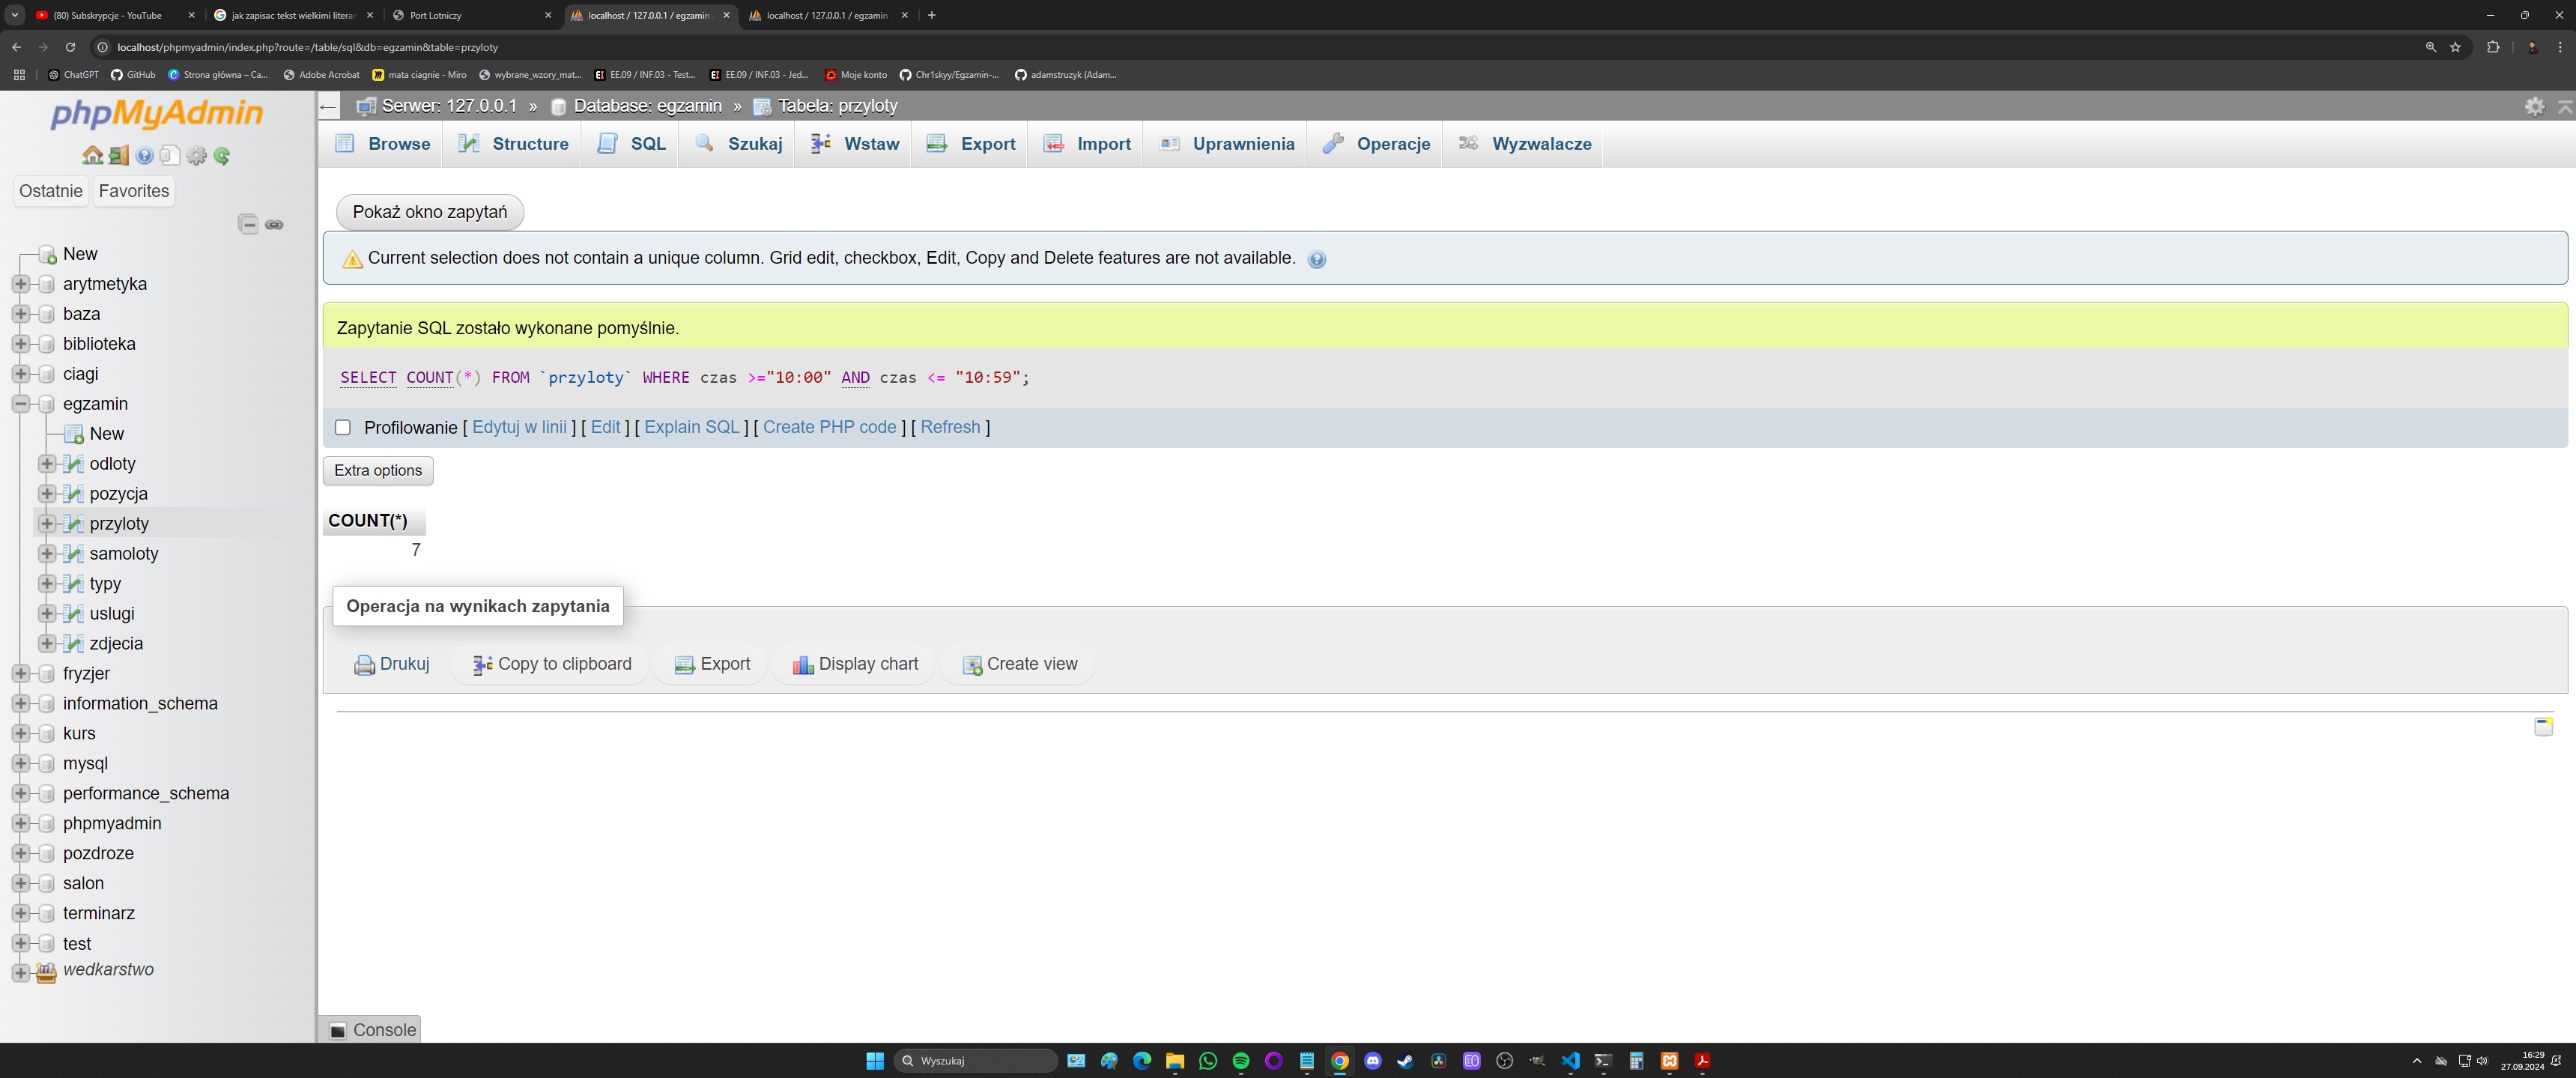 (80) Subskrypcje - YouTube
jak zapisac tekst wielkimi litera
Port Lotniczy
localhost / 127.0.0.1 / egzamin
localhost / 127.0.0.1 / egzamin
localhost/phpmyadmin/index.php?route=/table/sql&db=egzamin&table=przyloty
ChatGPT
GitHub
Strona główna – Ca...
Adobe Acrobat
mata ciagnie - Miro
wybrane_wzory_mat...
EE.09 / INF.03 - Test...
EE.09 / INF.03 - Jed...
Moje konto
Chr1skyy/Egzamin-...
adamstruzyk (Adam...
phpMyAdmin
Ostatnie
Favorites
New
arytmetyka
baza
biblioteka
ciagi
egzamin
New
odloty
pozycja
przyloty
samoloty
typy
uslugi
zdjecia
fryzjer
information_schema
kurs
mysql
performance_schema
phpmyadmin
pozdroze
salon
terminarz
test
wedkarstwo
Serwer: 127.0.0.1 » Database: egzamin » Tabela: przyloty
Browse
Structure
SQL
Szukaj
Wstaw
Export
Import
Uprawnienia
Operacje
Wyzwalacze
Pokaż okno zapytań
Current selection does not contain a unique column. Grid edit, checkbox, Edit, Copy and Delete features are not available.
Zapytanie SQL zostało wykonane pomyślnie.
SELECT COUNT(*) FROM `przyloty` WHERE czas >="10:00" AND czas <= "10:59";
Profilowanie [ Edytuj w linii ] [ Edit ] [ Explain SQL ] [ Create PHP code ] [ Refresh ]
Extra options
COUNT(*)
7
Operacja na wynikach zapytania
Drukuj
Copy to clipboard
Export
Display chart
Create view
Console
Wyszukaj
16:29
27.09.2024